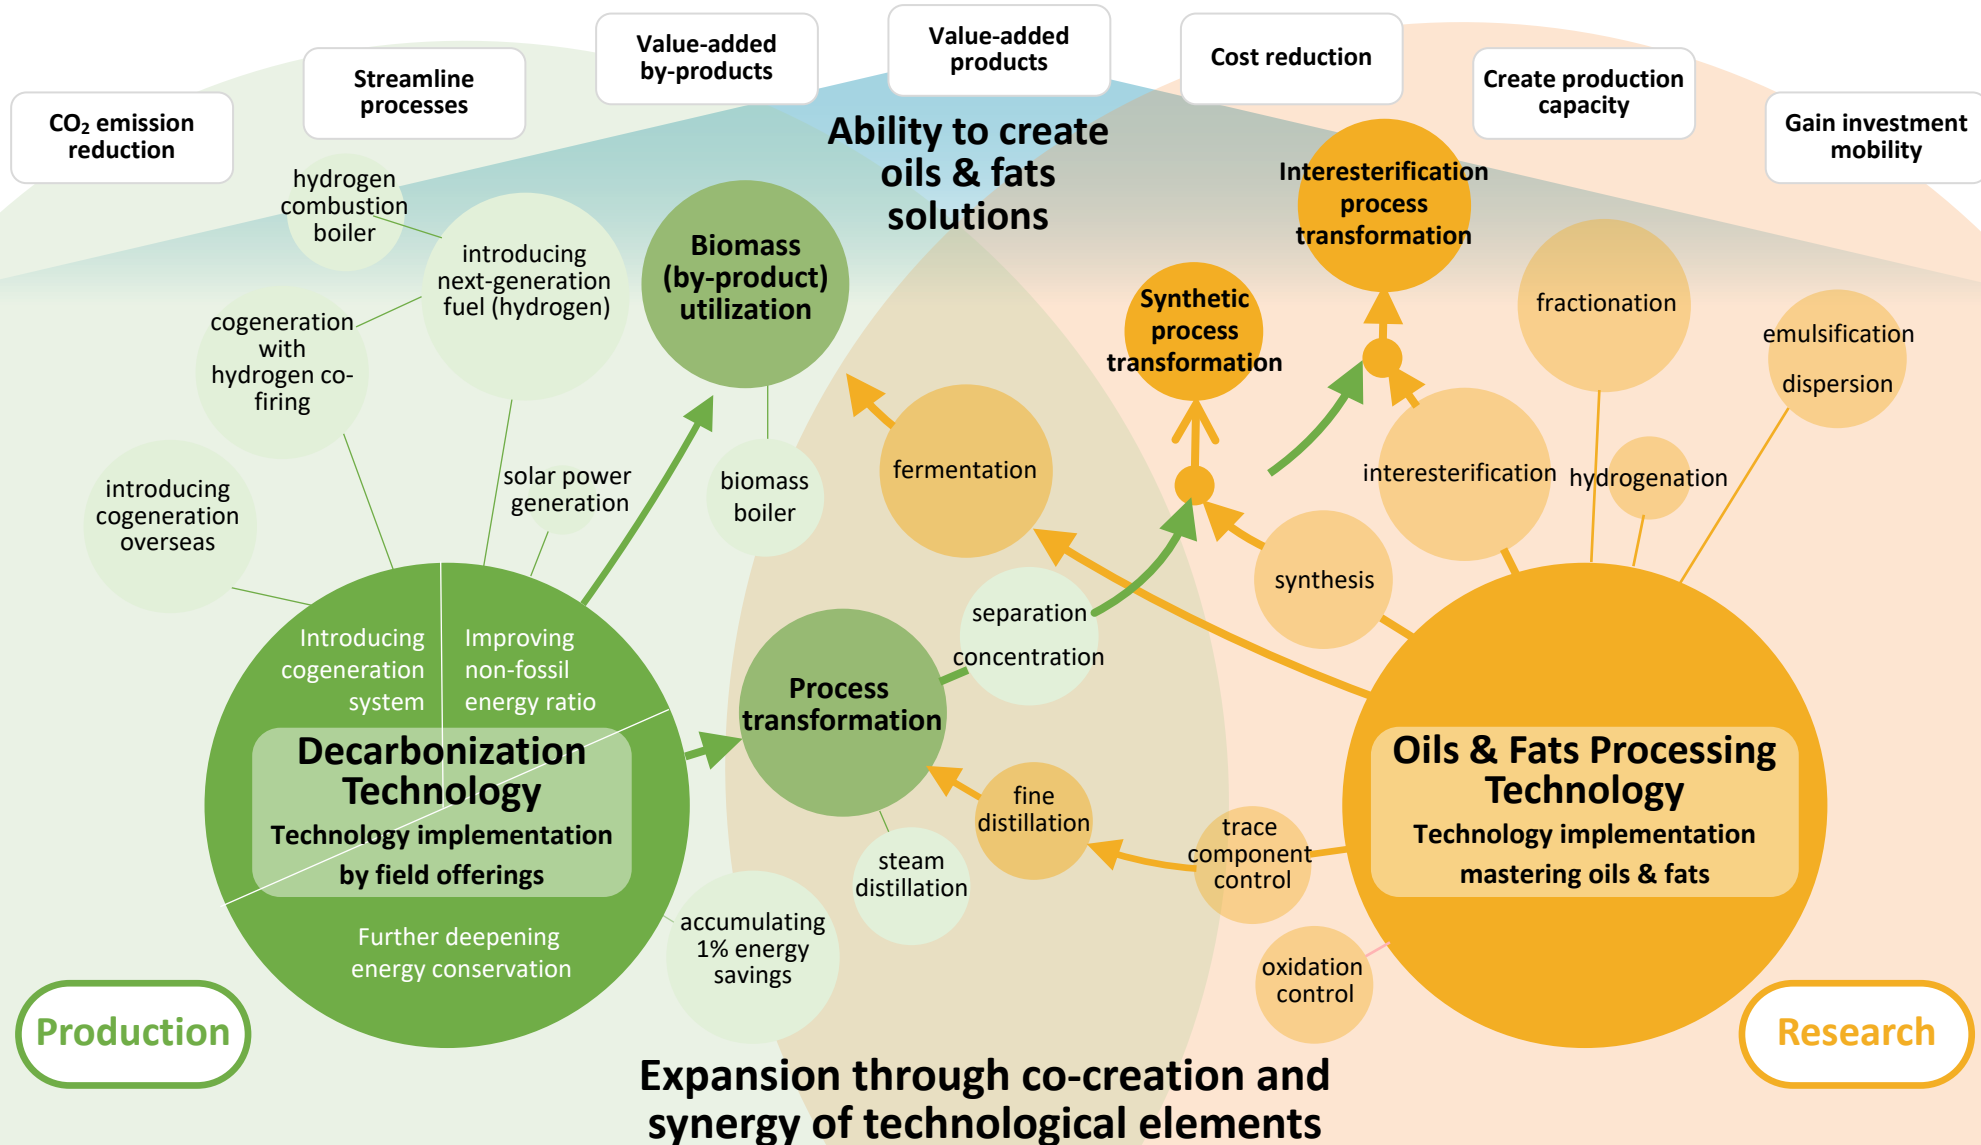 CO₂ emission
reduction
Streamline
processes
Value-added
by-products
Value-added
products
Cost reduction
Create production
capacity
Gain investment
mobility
Ability to create
oils & fats
solutions
hydrogen
combustion
boiler
introducing
next-generation
fuel (hydrogen)
cogeneration
with
hydrogen co-
firing
introducing
cogeneration
overseas
solar power
generation
Biomass
(by-product)
utilization
biomass
boiler
fermentation
Synthetic
process
transformation
Interesterification
process
transformation
fractionation
emulsification
dispersion
interesterification
hydrogenation
synthesis
separation
concentration
Process
transformation
steam
distillation
fine
distillation
trace
component
control
oxidation
control
accumulating
1% energy
savings
Introducing
cogeneration
system
Improving
non-fossil
energy ratio
Decarbonization
Technology
Technology implementation
by field offerings
Further deepening
energy conservation
Oils & Fats Processing
Technology
Technology implementation
mastering oils & fats
Production
Research
Expansion through co-creation and
synergy of technological elements